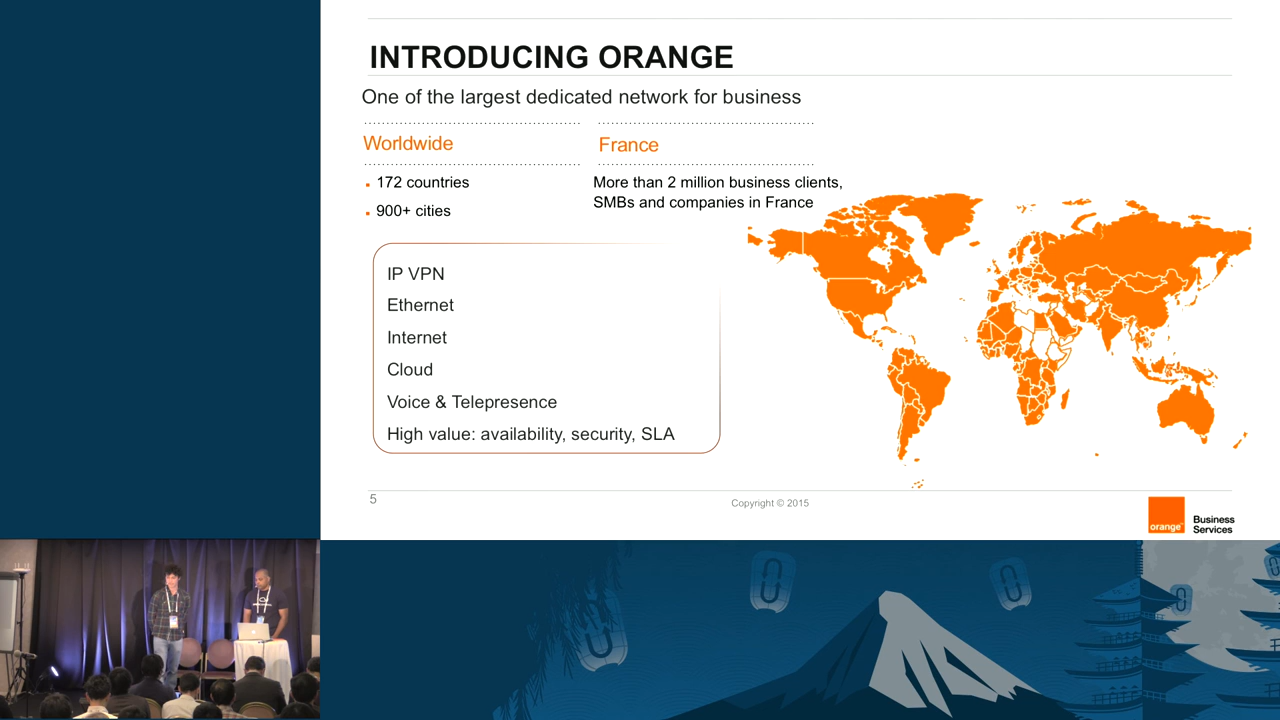 INTRODUCING ORANGE
One of the largest dedicated network for business
Worldwide
172 countries
900+ cities
France
More than 2 million business clients,
SMBs and companies in France
IP VPN
Ethernet
Internet
Cloud
Voice & Telepresence
High value: availability, security, SLA
5
Copyright © 2015
orange™
Business
Services